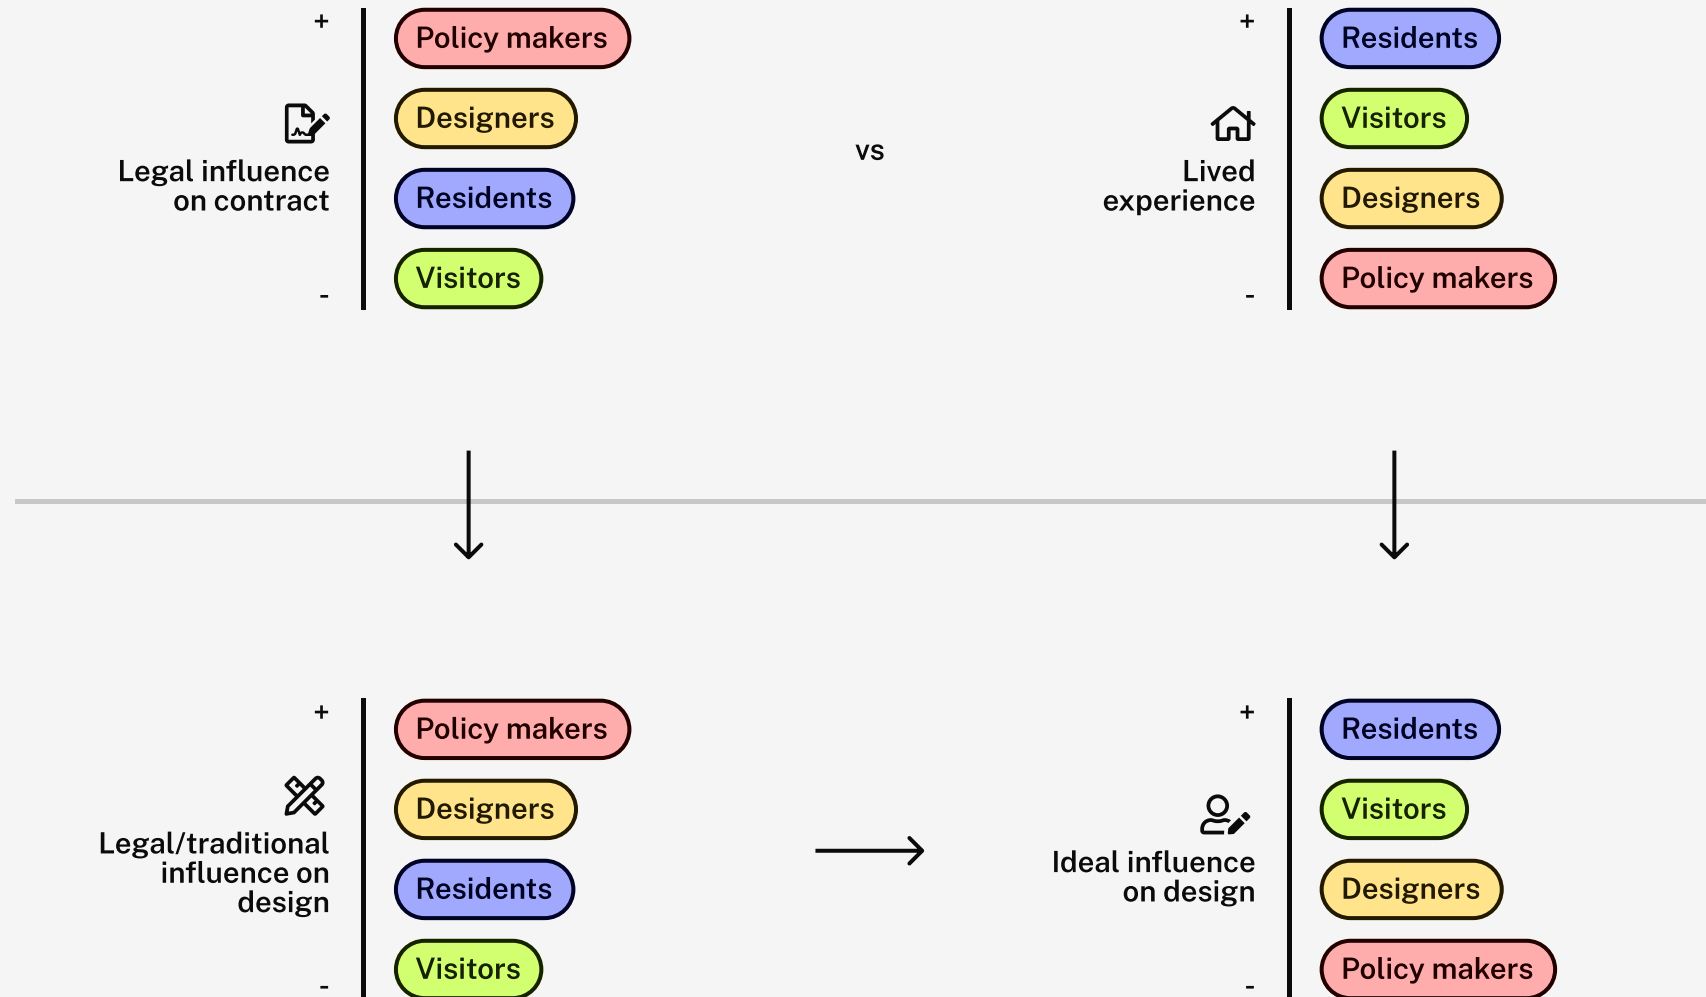 +
Policy makers
Designers
Legal influence
on contract
Residents
Visitors
-
vs
+
Residents
Visitors
Lived
experience
Designers
Policy makers
-
+
Policy makers
Designers
Legal/traditional
influence on
design
Residents
Visitors
-
+
Residents
Visitors
Ideal influence
on design
Designers
Policy makers
-